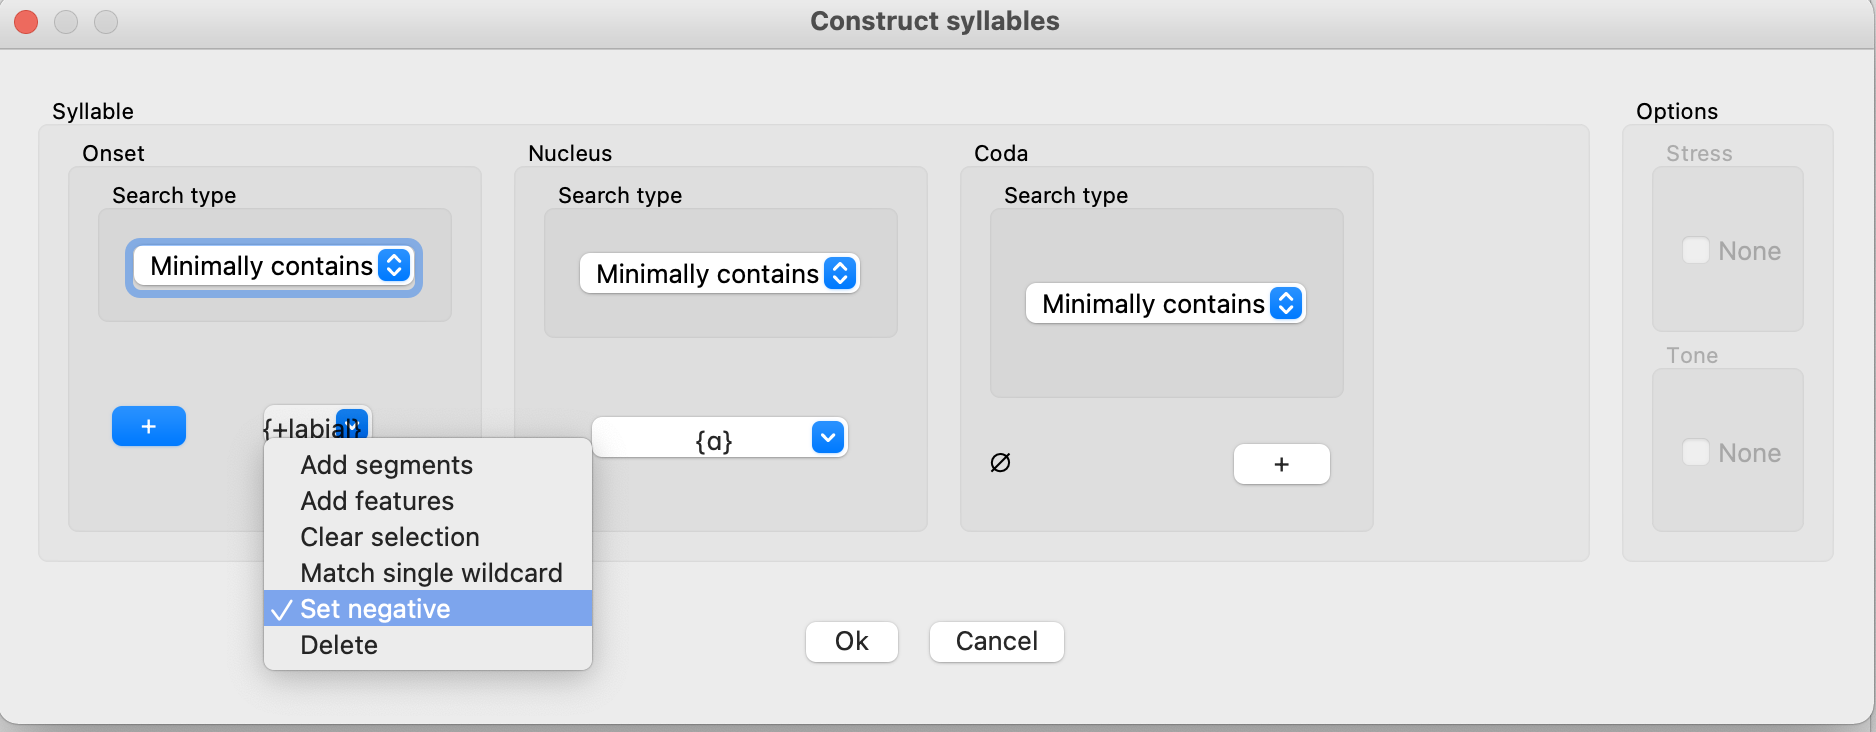 Construct syllables
Syllable
Options
Onset
Nucleus
Coda
Stress
Search type
Search type
Search type
Minimally contains
Minimally contains
Minimally contains
None
Tone
+
{+labial}
{ɑ}
∅
+
None
Add segments
Add features
Clear selection
Match single wildcard
✓ Set negative
Delete
Ok
Cancel